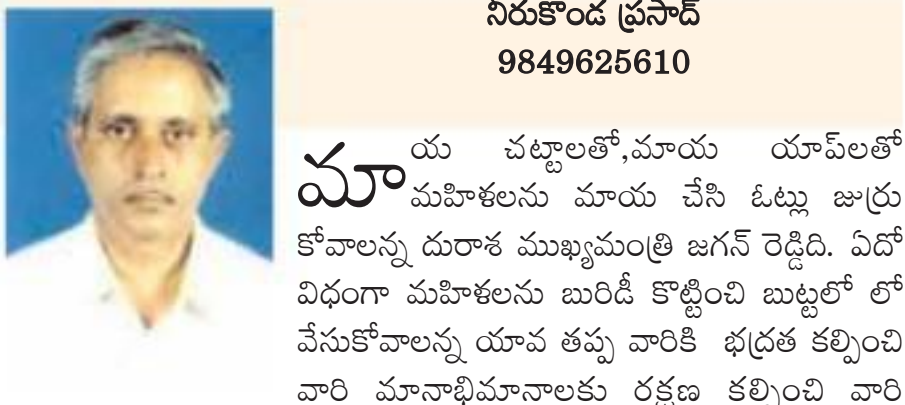 నీరుకొండ ప్రసాద్
9849625610
మాయ చట్టాలతో,మాయ యాప్‌లతో
మహిళలను మాయ చేసి ఓట్లు జుర్రు
కోవాలన్న దురాశ ముఖ్యమంత్రి జగన్ రెడ్డిది. ఏదో
విధంగా మహిళలను బురిడీ కొట్టించి బుట్టలో లో
వేసుకోవాలన్న యావ తప్ప వారికి భద్రత కల్పించి
వారి మానాభిమానాలకు రక్షణ కల్పించి వారి